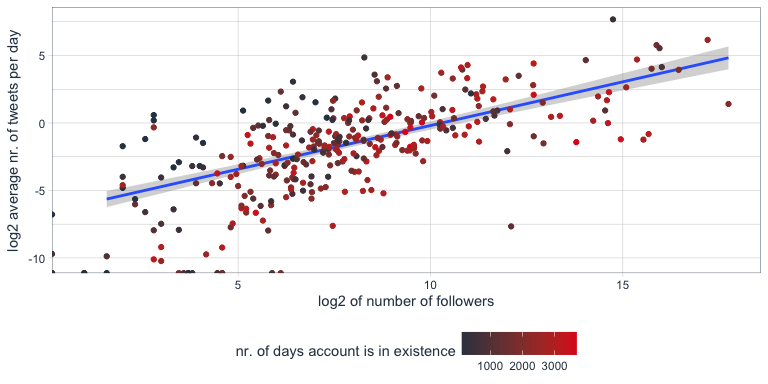 log2 average nr. of tweets per day
5
0
-5
-10
5
10
15
log2 of number of followers
nr. of days account is in existence
1000 2000 3000